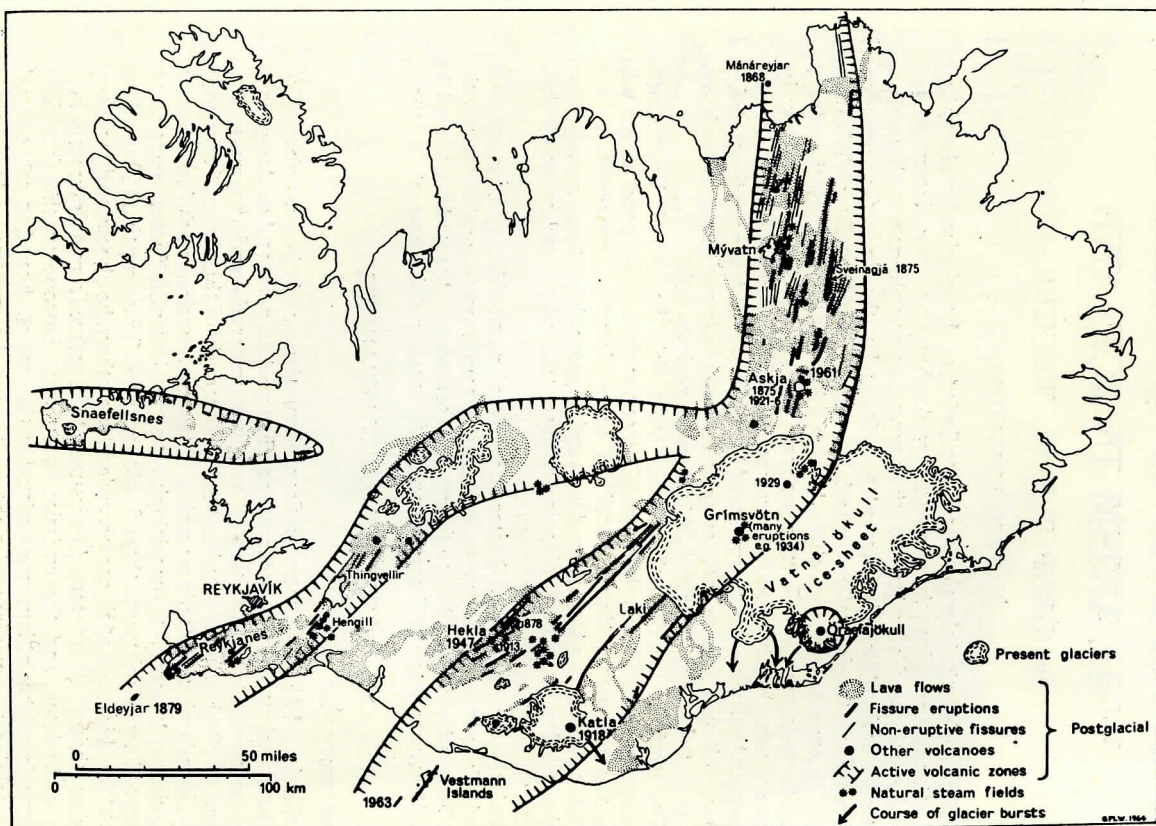 Mánáreyjar
1868
Mývatn
Sveinagjá 1875
Askja
1875
1921-6
1961
Snaefellsnes
1929
Grímsvötn
(many
eruptions
e.g. 1934)
Vatnajökull
ice-sheet
Thingvellir
REYKJAVÍK
Hengill
Reykjanes
Hekla
1947
1878
1913
Laki
Öraefajökull
Eldeyjar 1879
Katla
1918
Vestmann
Islands
1963
0 50 miles
0 100 km
Present glaciers
Lava flows
Fissure eruptions
Non-eruptive fissures
Other volcanoes
Active volcanic zones
Postglacial
Natural steam fields
Course of glacier bursts
GPLW. 1964